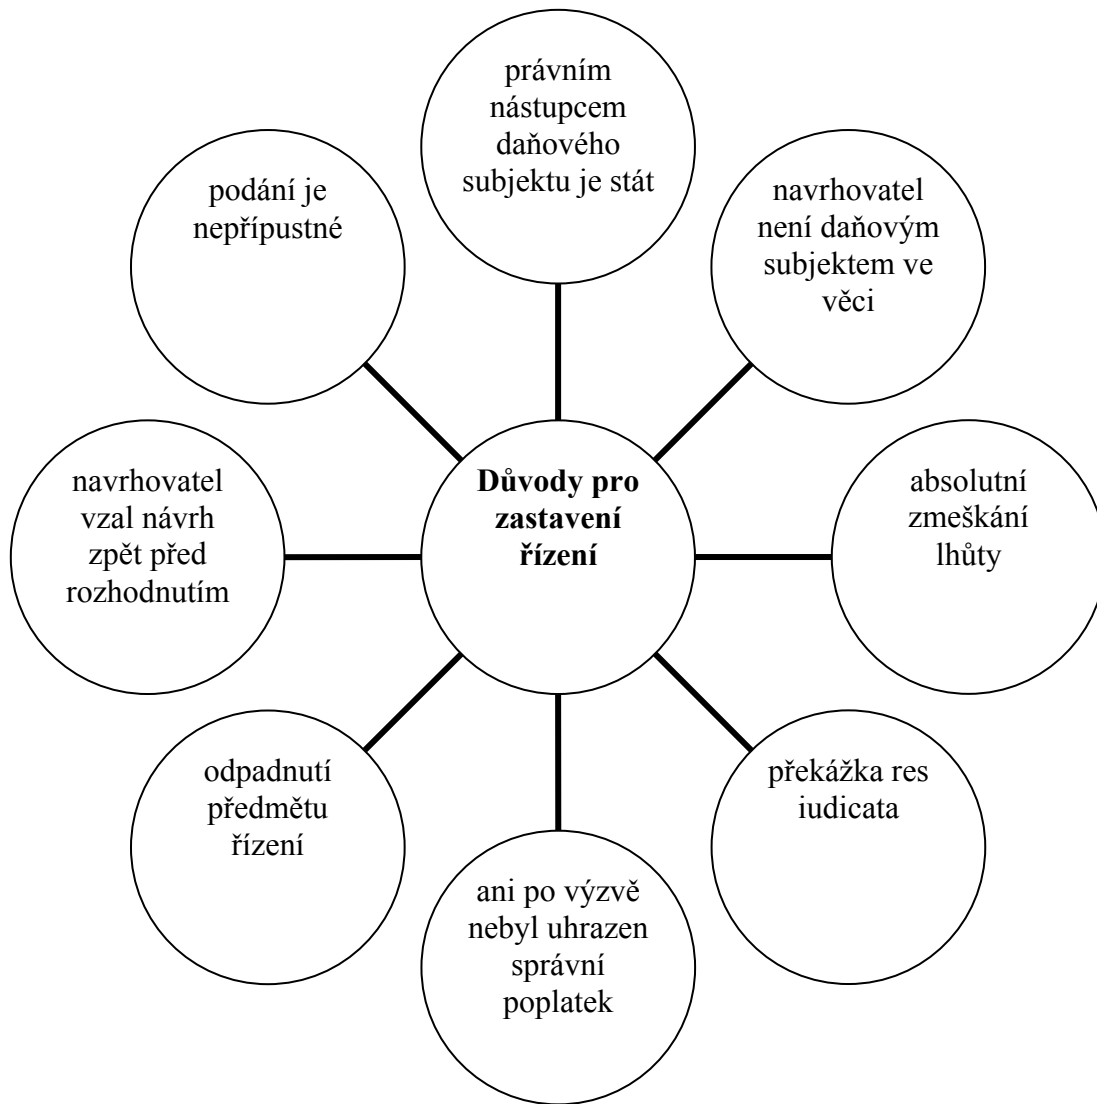 právním
nástupcem
daňového
subjektu je stát
podání je
nepřípustné
navrhovatel
není daňovým
subjektem ve
věci
navrhovatel
vzal návrh
zpět před
rozhodnutím
Důvody pro
zastavení
řízení
absolutní
zmeškání
lhůty
odpadnutí
předmětu
řízení
překážka res
iudicata
ani po výzvě
nebyl uhrazen
správní
poplatek